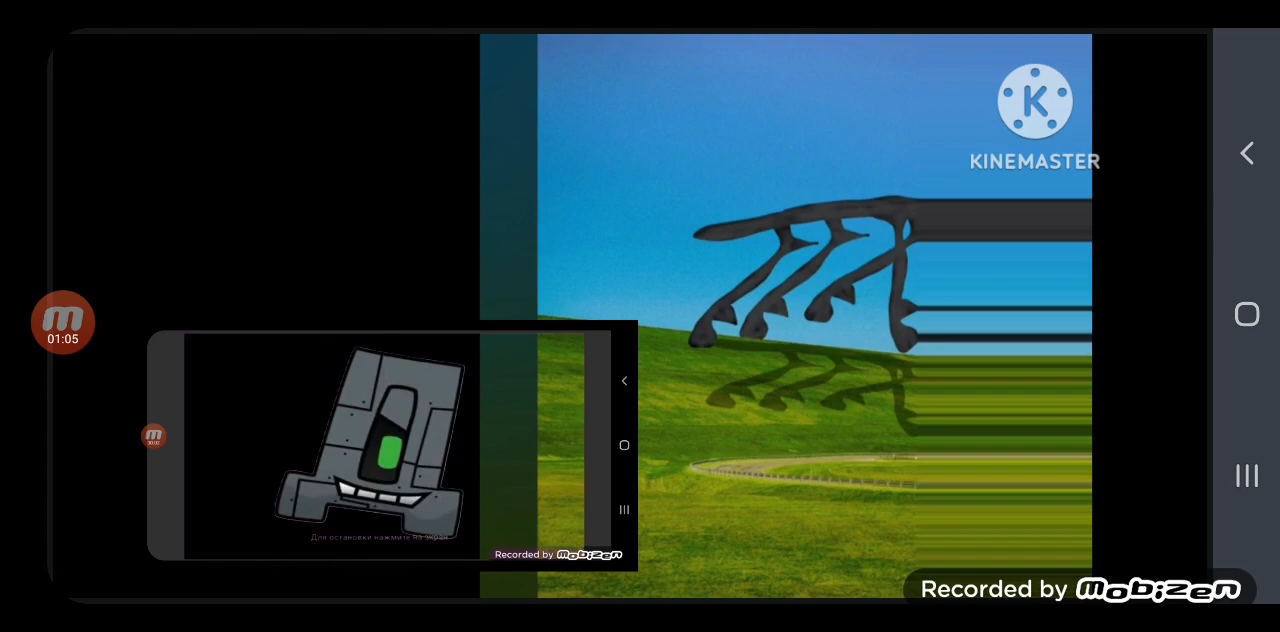 K
KINEMASTER
01:05
Для остановки нажмите на экран
Recorded by mobizen
Recorded by mobizen